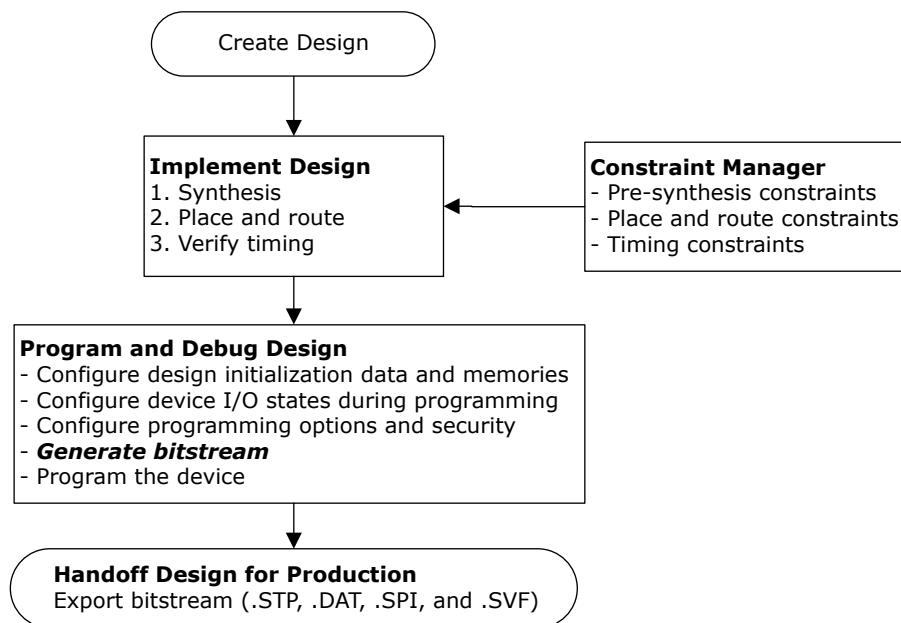 Create Design
Implement Design
1. Synthesis
2. Place and route
3. Verify timing
Constraint Manager
- Pre-synthesis constraints
- Place and route constraints
- Timing constraints
Program and Debug Design
- Configure design initialization data and memories
- Configure device I/O states during programming
- Configure programming options and security
- Generate bitstream
- Program the device
Handoff Design for Production
Export bitstream (.STP, .DAT, .SPI, and .SVF)